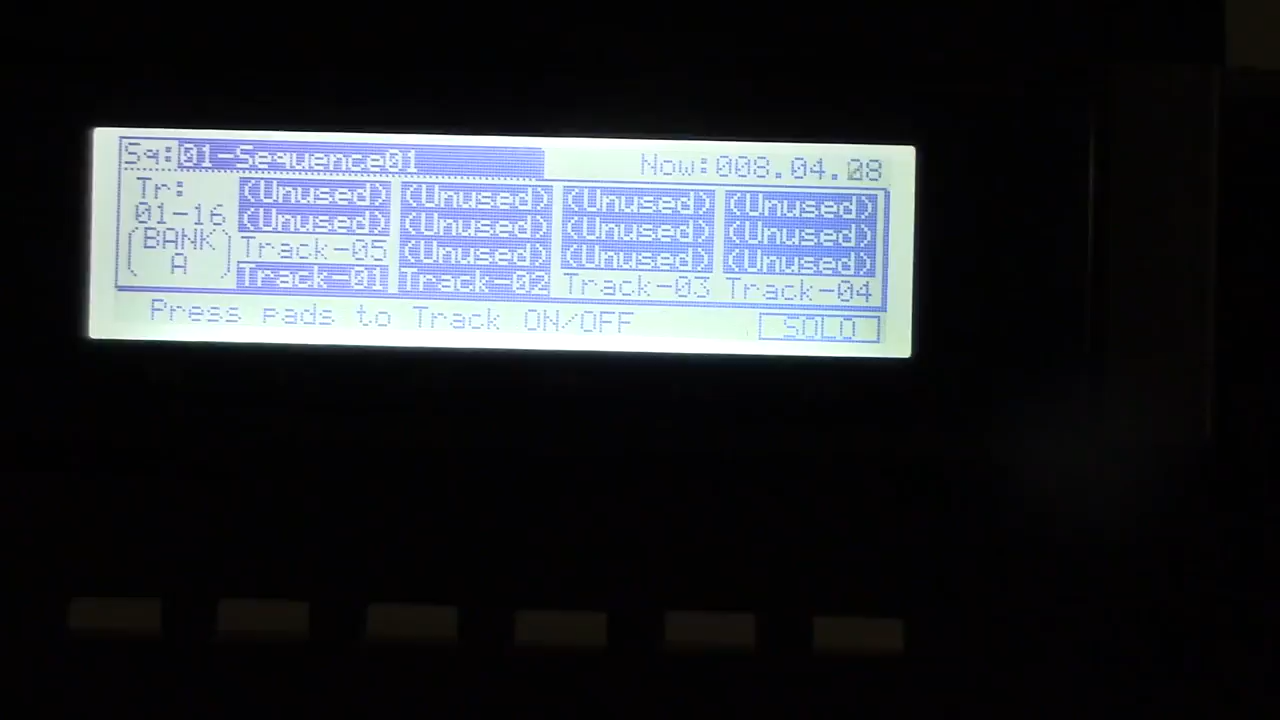 Sq:01-Sequence01 Now:008.04.28
Tr: (Unused) (Unused) (Unused) (Unused)
01-16 (Unused) (Unused) (Unused) (Unused)
(BANK Track-05 (Unused) (Unused) (Unused)
A) Track-01 Track-02 Track-03 Track-04
Press pads to Track ON/OFF SOLO